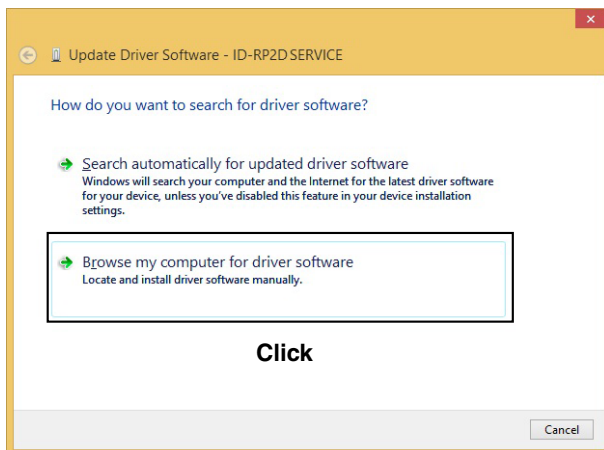 Update Driver Software - ID-RP2D SERVICE
How do you want to search for driver software?
Search automatically for updated driver software
Windows will search your computer and the Internet for the latest driver software
for your device, unless you've disabled this feature in your device installation
settings.
Browse my computer for driver software
Locate and install driver software manually.
Click
Cancel